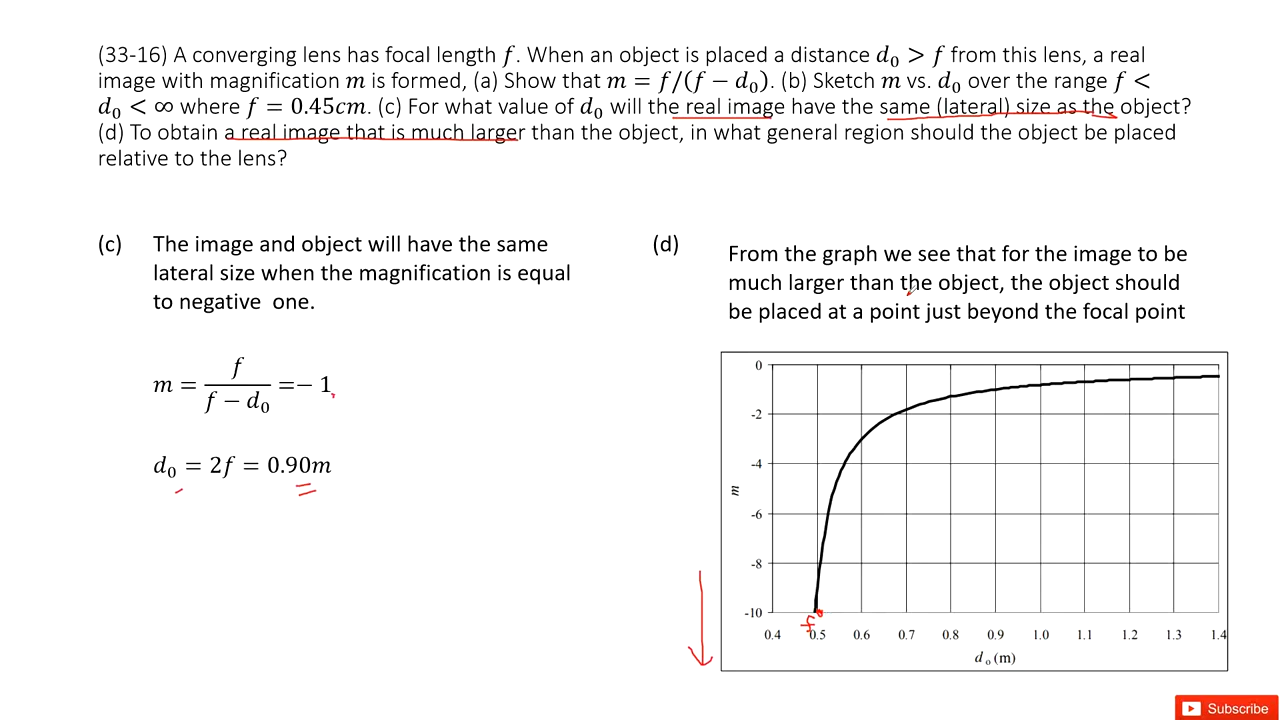 (33-16) A converging lens has focal length f. When an object is placed a distance d₀ > f from this lens, a real
image with magnification m is formed, (a) Show that m = f/(f − d₀). (b) Sketch m vs. d₀ over the range f <
d₀ < ∞ where f = 0.45cm. (c) For what value of d₀ will the real image have the same (lateral) size as the object?
(d) To obtain a real image that is much larger than the object, in what general region should the object be placed
relative to the lens?
(c) The image and object will have the same
lateral size when the magnification is equal
to negative one.
m = f / (f − d₀) =− 1
d₀ = 2f = 0.90m
(d) From the graph we see that for the image to be
much larger than the object, the object should
be placed at a point just beyond the focal point
0
-2
-4
m
-6
-8
-10
f
0.4 0.5 0.6 0.7 0.8 0.9 1.0 1.1 1.2 1.3 1.4
d o (m)
Subscribe